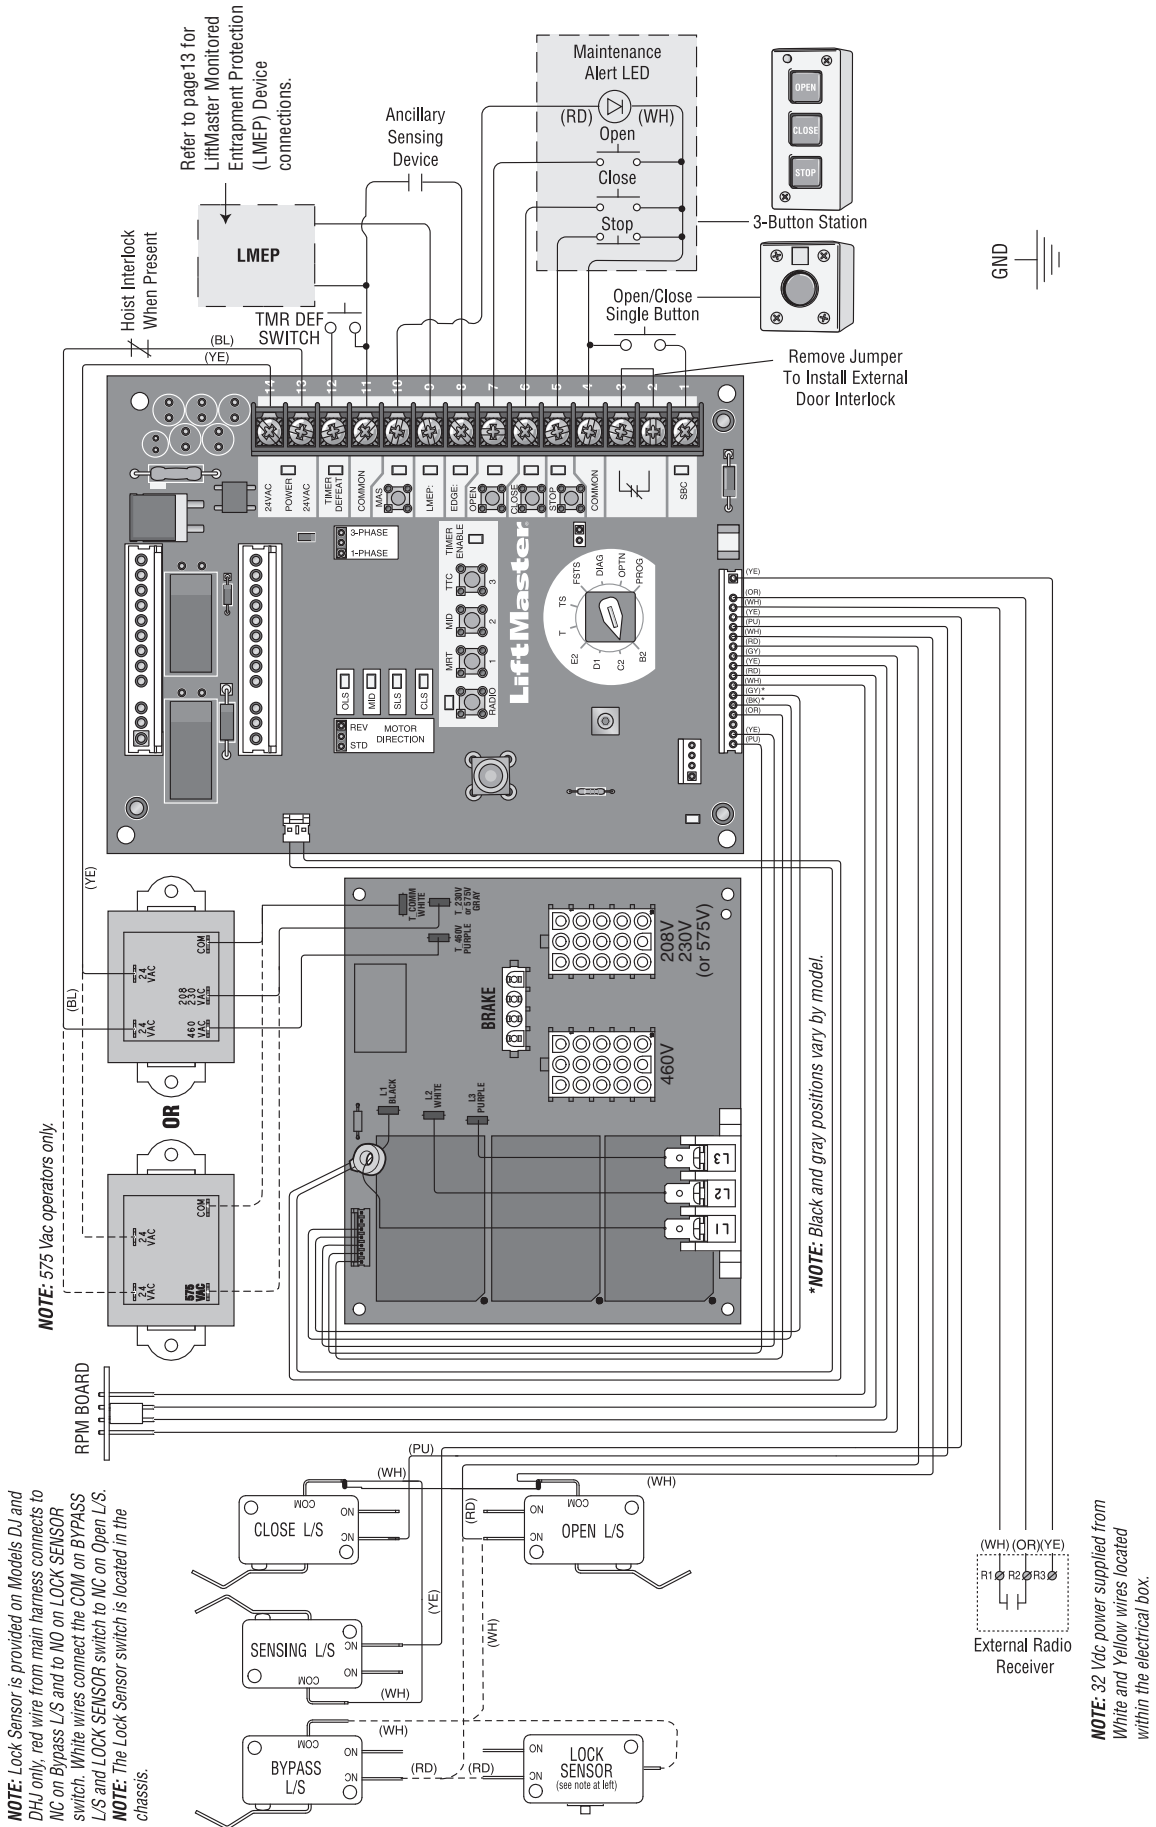 Refer to page13 for
LiftMaster Monitored
Entrapment Protection
(LMEP) Device
connections.
LMEP
Hoist Interlock
When Present
TMR DEF
SWITCH
(BL)
(YE)
Ancillary
Sensing
Device
Maintenance
Alert LED
(RD)
(WH)
Open
Close
Stop
OPEN
CLOSE
STOP
3-Button Station
Open/Close
Single Button
Remove Jumper
To Install External
Door Interlock
GND
14
13
12
11
10
9
8
7
6
5
4
3
2
1
24VAC
POWER
24VAC
TIMER
DEFEAT
COMMON
MAS
LMEP:
EDGE:
OPEN
CLOSE
STOP
COMMON
SBC
3-PHASE
1-PHASE
TIMER
ENABLE
TTC
3
MID
2
MRT
1
RADIO
LiftMaster
OLS
MID
SLS
CLS
REV
STD
MOTOR
DIRECTION
E2
T
TS
FSTS
DIAG
OPTN
PROG
B2
C2
D1
(YE)
(OR)
(WH)
(YE)
(PU)
(WH)
(RD)
(GY)
(YE)
(RD)
(WH)
(GY)*
(BK)*
(OR)
(YE)
(PU)
(YE)
(BL)
24
VAC
24
VAC
COM
208
230
VAC
460
VAC
OR
NOTE: 575 Vac operators only.
24
VAC
24
VAC
COM
575
VAC
T_COMM
WHITE
T_230V
or 575V
GRAY
T_460V
PURPLE
BRAKE
208V
230V
(or 575V)
460V
L1
BLACK
L2
WHITE
L3
PURPLE
L3
L2
L1
*NOTE: Black and gray positions vary by model.
RPM BOARD
NOTE: Lock Sensor is provided on Models DJ and
DHJ only, red wire from main harness connects to
NC on Bypass L/S and to NO on LOCK SENSOR
switch. White wires connect the COM on BYPASS
L/S and LOCK SENSOR switch to NC on Open L/S.
NOTE: The Lock Sensor switch is located in the
chassis.
(PU)
(WH)
COM
NO
NC
CLOSE L/S
(RD)
(WH)
COM
NO
NC
OPEN L/S
(YE)
(WH)
SENSING L/S
NC
NO
COM
(WH)
(WH)
COM
NO
NC
BYPASS
L/S
(RD)
(RD)
NO
NC
LOCK
SENSOR
(see note at left)
(WH)
(OR)
(YE)
R1
R2
R3
External Radio
Receiver
NOTE: 32 Vdc power supplied from
White and Yellow wires located
within the electrical box.